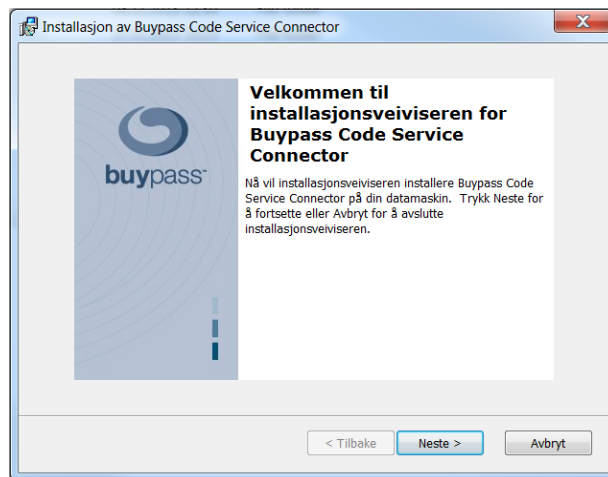 Installasjon av Buypass Code Service Connector
buypass
Velkommen til
installasjonsveiviseren for
Buypass Code Service
Connector
Nå vil installasjonsveiviseren installere Buypass Code
Service Connector på din datamaskin. Trykk Neste for
å fortsette eller Avbryt for å avslutte
installasjonsveiviseren.
< Tilbake
Neste >
Avbryt